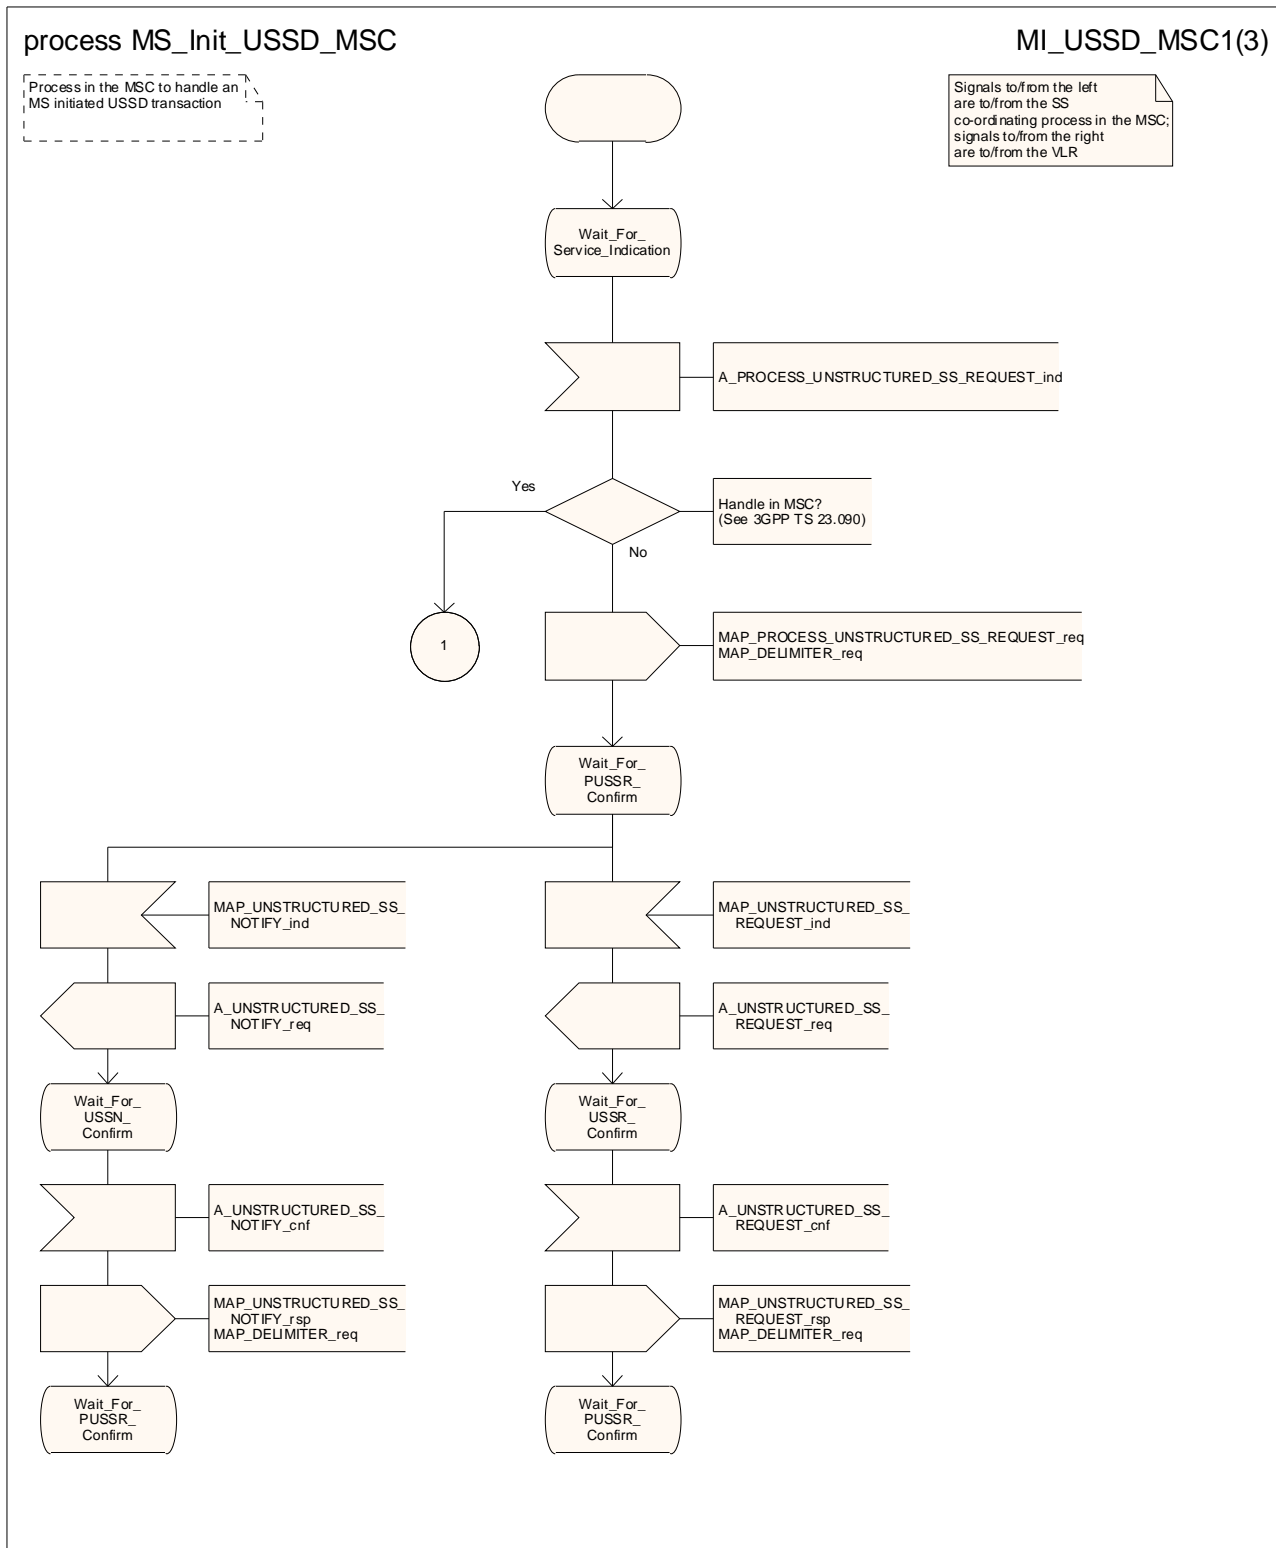 process MS_Init_USSD_MSC
MI_USSD_MSC1(3)
Process in the MSC to handle an
MS initiated USSD transaction
Signals to/from the left
are to/from the SS
co-ordinating process in the MSC;
signals to/from the right
are to/from the VLR
Wait_For_
Service_Indication
A_PROCESS_UNSTRUCTURED_SS_REQUEST_ind
Yes
Handle in MSC?
(See 3GPP TS 23.090)
No
1
MAP_PROCESS_UNSTRUCTURED_SS_REQUEST_req
MAP_DELIMITER_req
Wait_For_
PUSSR_
Confirm
MAP_UNSTRUCTURED_SS_
NOTIFY_ind
MAP_UNSTRUCTURED_SS_
REQUEST_ind
A_UNSTRUCTURED_SS_
NOTIFY_req
A_UNSTRUCTURED_SS_
REQUEST_req
Wait_For_
USSN_
Confirm
Wait_For_
USSR_
Confirm
A_UNSTRUCTURED_SS_
NOTIFY_cnf
A_UNSTRUCTURED_SS_
REQUEST_cnf
MAP_UNSTRUCTURED_SS_
NOTIFY_rsp
MAP_DELIMITER_req
MAP_UNSTRUCTURED_SS_
REQUEST_rsp
MAP_DELIMITER_req
Wait_For_
PUSSR_
Confirm
Wait_For_
PUSSR_
Confirm